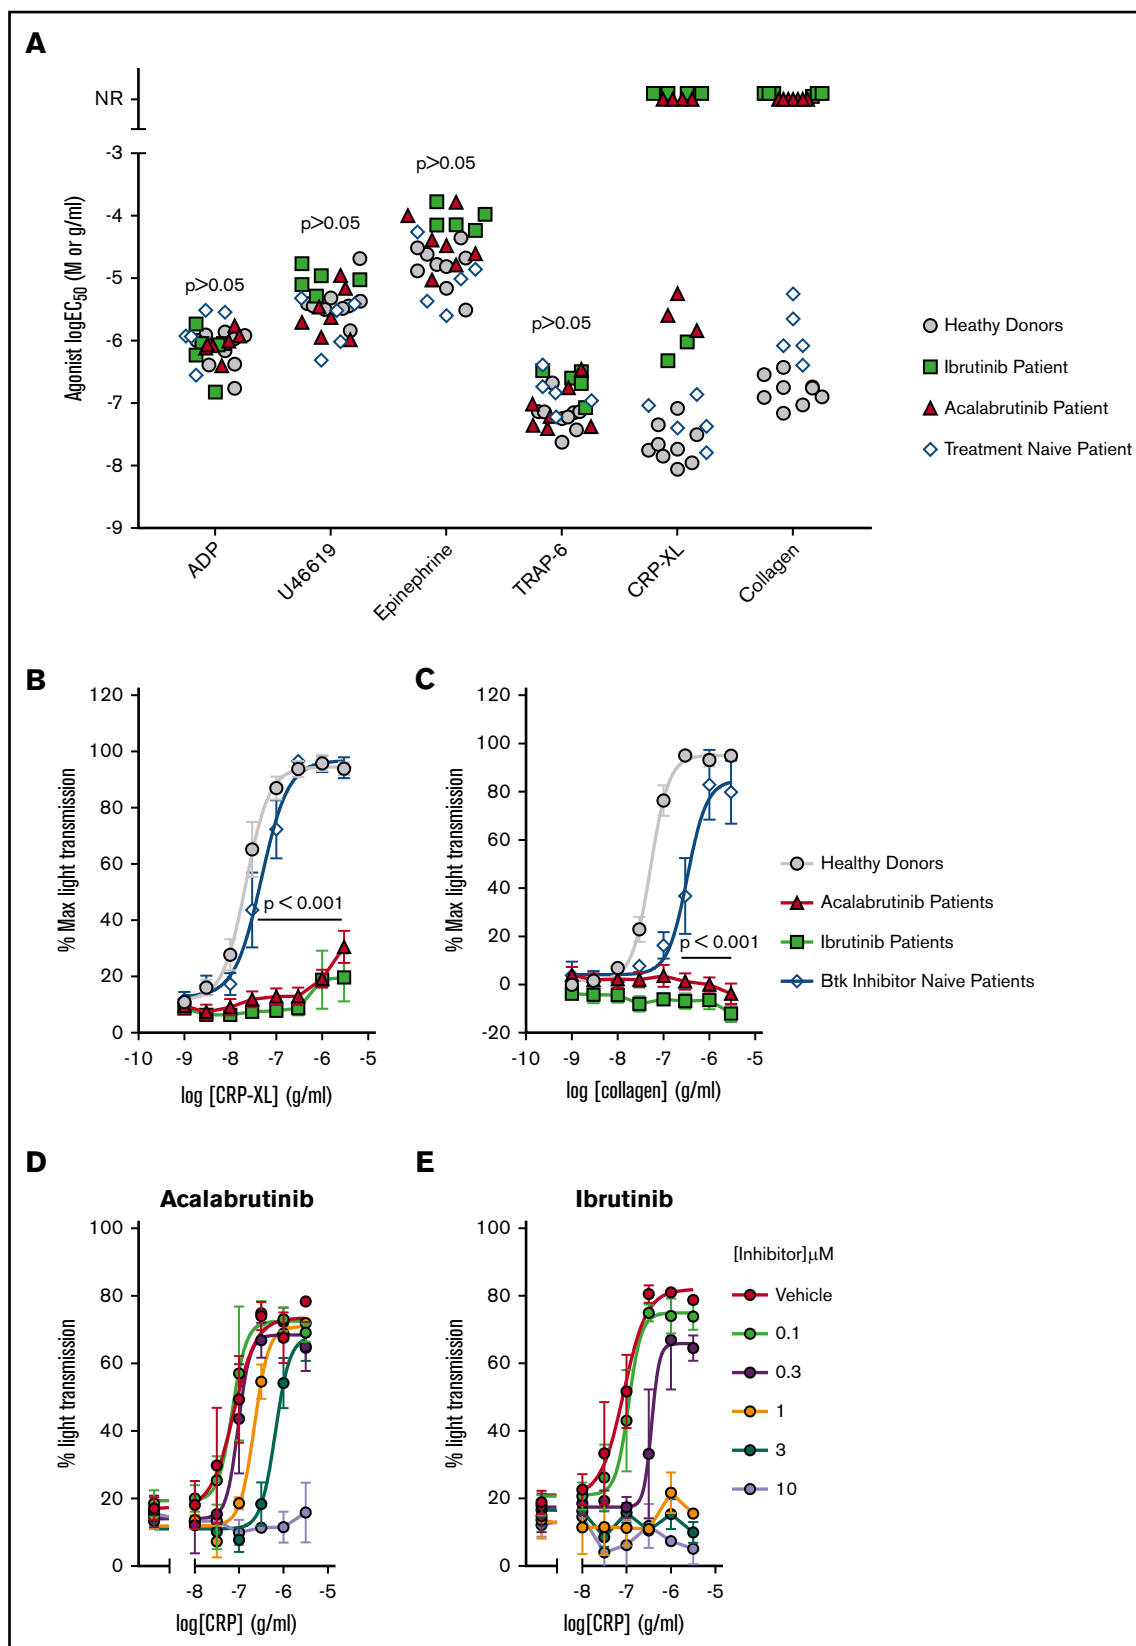 A
NR
-3
-4
-5
-6
-7
-8
-9
Agonist logEC50 (M or g/ml)
p>0.05
p>0.05
p>0.05
p>0.05
ADP
U46619
Epinephrine
TRAP-6
CRP-XL
Collagen
Heathy Donors
Ibrutinib Patient
Acalabrutinib Patient
Treatment Naive Patient
B
120
100
80
60
40
20
0
% Max light transmission
p < 0.001
-10 -9 -8 -7 -6 -5
log [CRP-XL] (g/ml)
C
120
100
80
60
40
20
0
-20
% Max light transmission
p < 0.001
-10 -9 -8 -7 -6 -5
log [collagen] (g/ml)
Healthy Donors
Acalabrutinib Patients
Ibrutinib Patients
Btk Inhibitor Naive Patients
D
Acalabrutinib
100
80
60
40
20
0
% light transmission
-8 -7 -6 -5
log[CRP] (g/ml)
E
Ibrutinib
100
80
60
40
20
0
% light transmission
-8 -7 -6 -5
log[CRP] (g/ml)
[Inhibitor]μM
Vehicle
0.1
0.3
1
3
10